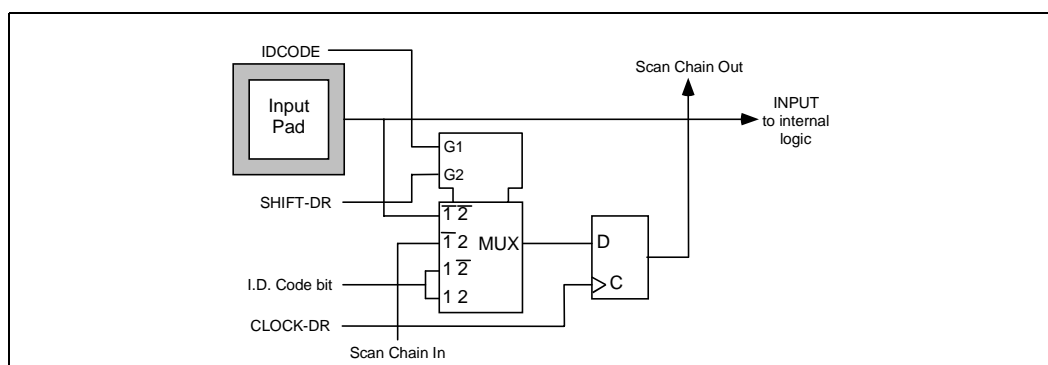 IDCODE
Scan Chain Out
Input
Pad
INPUT
to internal
logic
G1
G2
SHIFT-DR
1̅ 2̅
1̅ 2
MUX
D
1 2̅
I.D. Code bit
1 2
C
CLOCK-DR
Scan Chain In